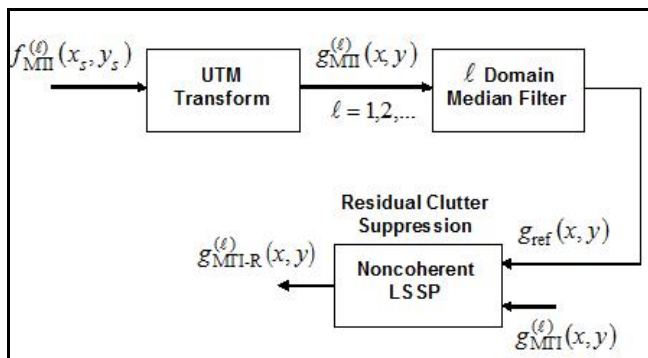 f_MTI^(ℓ)(x_s, y_s)
UTM
Transform
g_MTI^(ℓ)(x, y)
ℓ = 1,2,...
ℓ Domain
Median Filter
Residual Clutter
Suppression
g_ref(x, y)
g_MTI-R^(ℓ)(x, y)
Noncoherent
LSSP
g_MTI^(ℓ)(x, y)